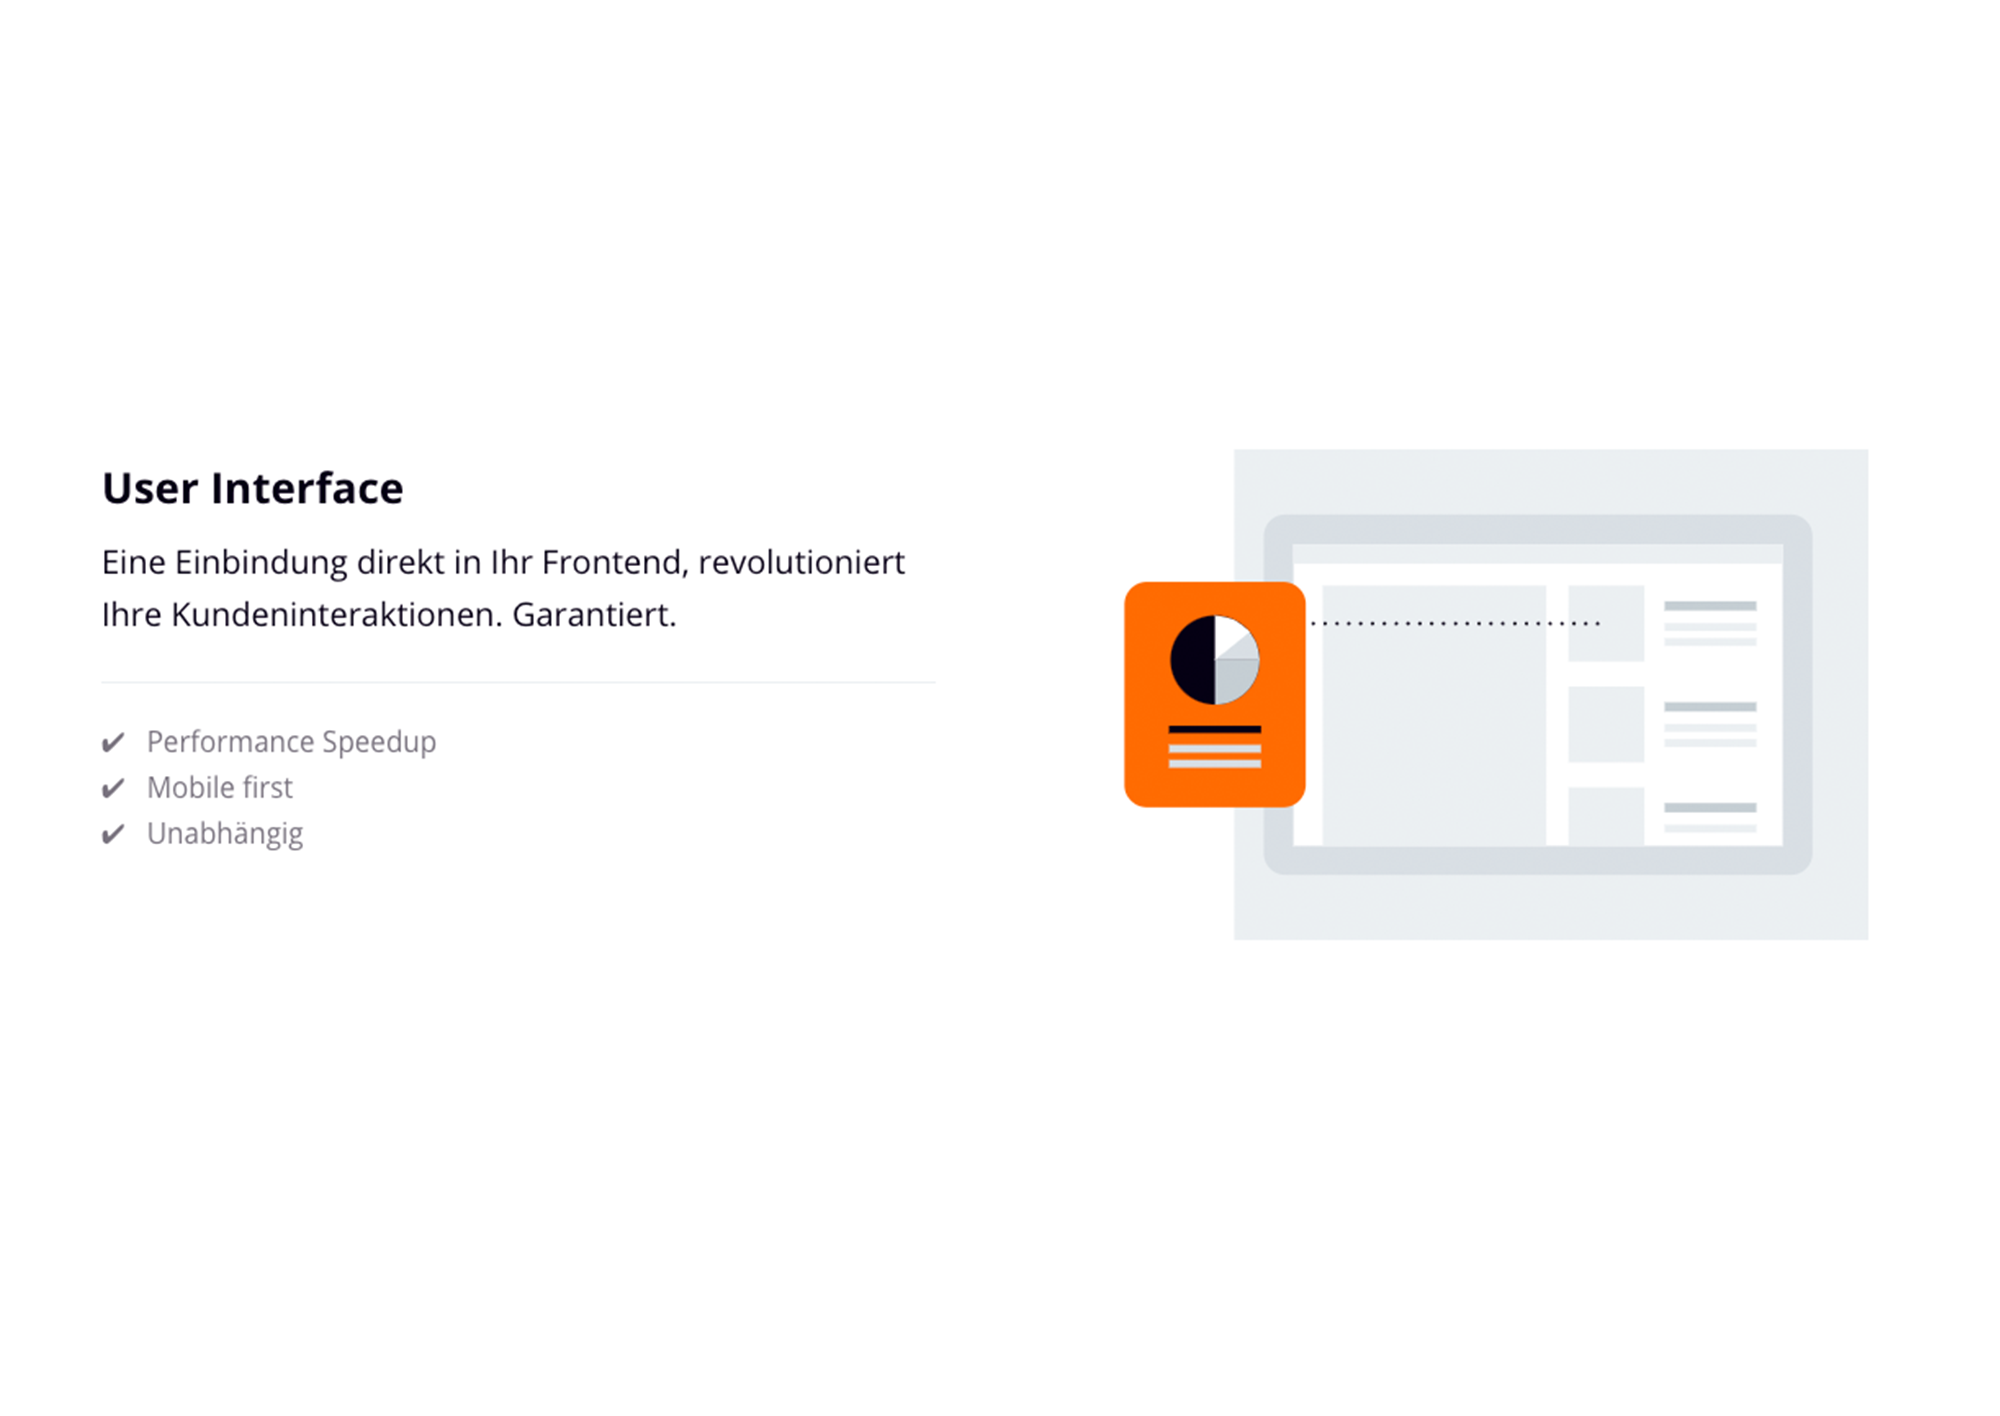 User Interface
Eine Einbindung direkt in Ihr Frontend, revolutioniert
Ihre Kundeninteraktionen. Garantiert.
✔ Performance Speedup
✔ Mobile first
✔ Unabhängig